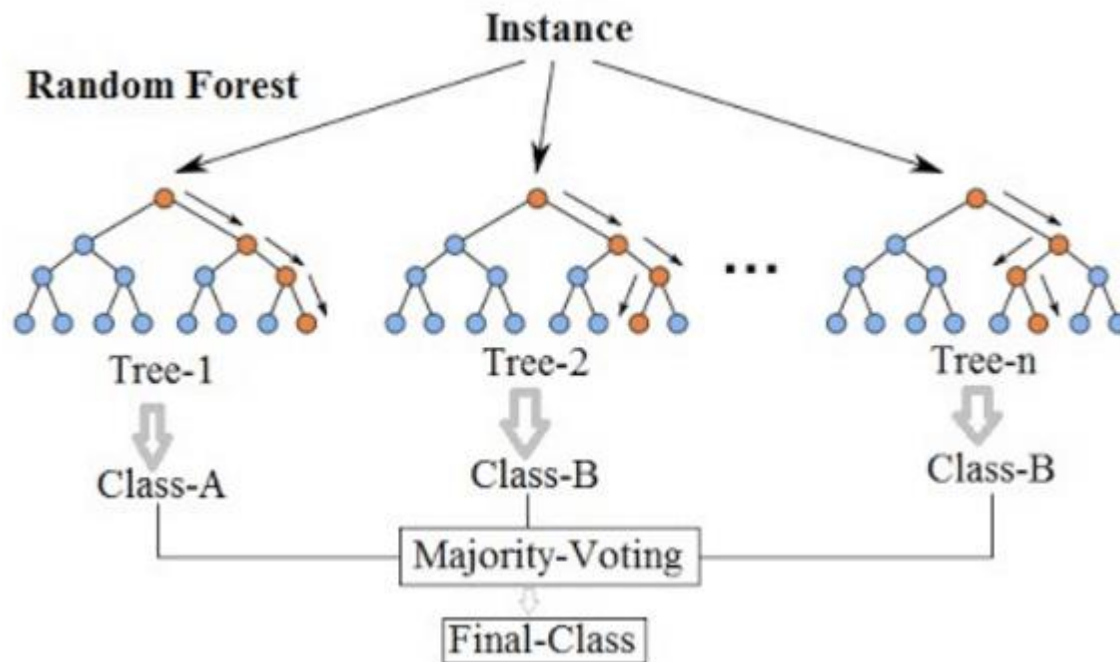 Instance
Random Forest
...
Tree-1
Tree-2
Tree-n
Class-A
Class-B
Class-B
Majority-Voting
Final-Class